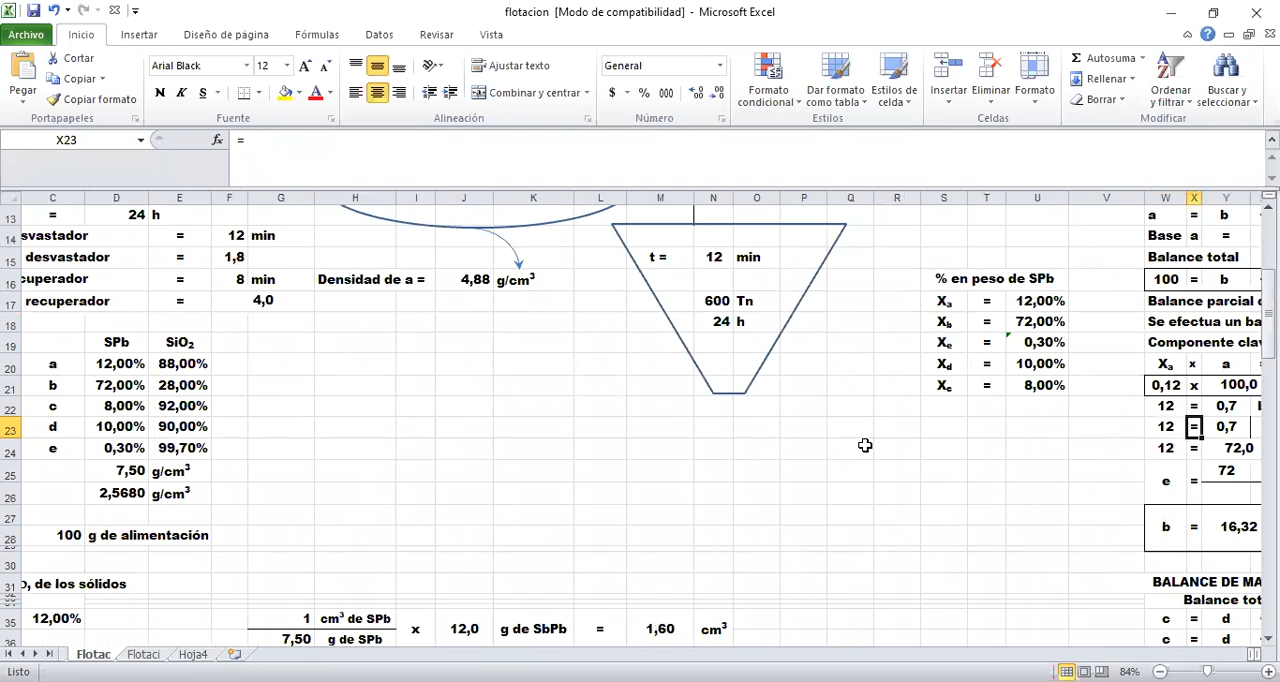 flotacion [Modo de compatibilidad] - Microsoft Excel
Archivo Inicio Insertar Diseño de página Fórmulas Datos Revisar Vista
Pegar
Cortar
Copiar
Copiar formato
Portapapeles
Arial Black 12
N K S
Fuente
Ajustar texto
Combinar y centrar
Alineación
General
$ % 000
Número
Formato condicional
Dar formato como tabla
Estilos de celda
Estilos
Insertar Eliminar Formato
Celdas
Autosuma
Rellenar
Borrar
Ordenar y filtrar
Buscar y seleccionar
Modificar
X23 fx =
C D E F G H I J K L M N O P Q R S T U V W X Y
13 = 24 h a = b
14 svastador = 12 min Base a =
15 desvastador = 1,8 t = 12 min Balance total
16 cuperador = 8 min Densidad de a = 4,88 g/cm³ % en peso de SPb 100 = b
17 recuperador = 4,0 600 Tn Xa = 12,00% Balance parcial
18 24 h Xb = 72,00% Se efectua un ba
19 SPb SiO₂ Xe = 0,30% Componente cla
20 a 12,00% 88,00% Xd = 10,00% Xa x a
21 b 72,00% 28,00% Xc = 8,00% 0,12 x 100,0
22 c 8,00% 92,00% 12 = 0,7
23 d 10,00% 90,00% 12 = 0,7
24 e 0,30% 99,70% 12 = 72,0
25 7,50 g/cm³ 72
e =
26 2,5680 g/cm³
27
28 100 g de alimentación b = 16,32
30
31 o, de los sólidos BALANCE DE MA
Balance tot
35 12,00% 1 cm³ de SPb x 12,0 g de SbPb = 1,60 cm³ c = d
36 7,50 g de SPb c = d
Flotac Flotaci Hoja4
Listo 84%